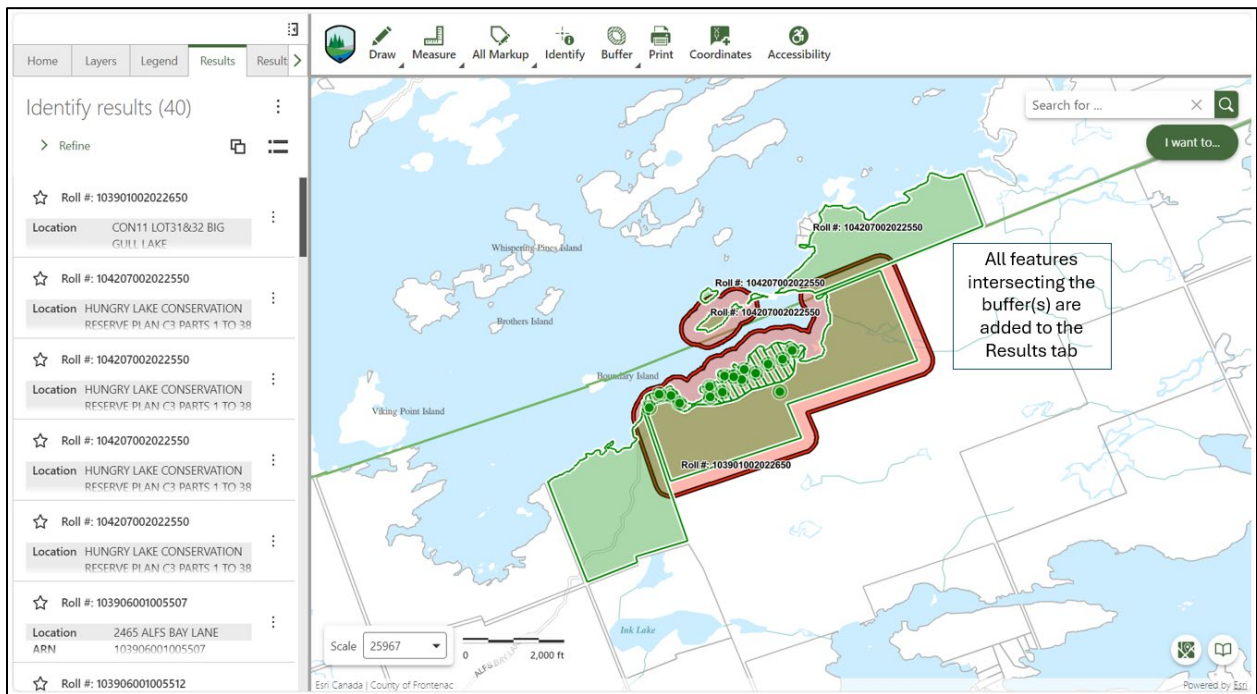 Home
Layers
Legend
Results
Result
Draw
Measure
All Markup
Identify
Buffer
Print
Coordinates
Accessibility
Identify results (40)
Refine
Roll #: 103901002022650
Location CON11 LOT31&32 BIG
GULL LAKE
Roll #: 104207002022550
Location HUNGRY LAKE CONSERVATION
RESERVE PLAN C3 PARTS 1 TO 38
Roll #: 104207002022550
Location HUNGRY LAKE CONSERVATION
RESERVE PLAN C3 PARTS 1 TO 38
Roll #: 104207002022550
Location HUNGRY LAKE CONSERVATION
RESERVE PLAN C3 PARTS 1 TO 38
Roll #: 104207002022550
Location HUNGRY LAKE CONSERVATION
RESERVE PLAN C3 PARTS 1 TO 38
Roll #: 103906001005507
Location 2465 ALFS BAY LANE
ARN 103906001005507
Roll #: 103906001005512
Search for ...
I want to...
Roll #: 104207002022550
Whispering Pines Island
Roll #: 104207002022550
Roll #: 104207002022550
Brothers Island
Boundary Island
Viking Point Island
Roll #: 103901002022650
All features
intersecting the
buffer(s) are
added to the
Results tab
Ink Lake
ALFS BAY LA
Scale 25967
0 2,000 ft
Esri Canada | County of Frontenac
Powered by Esri